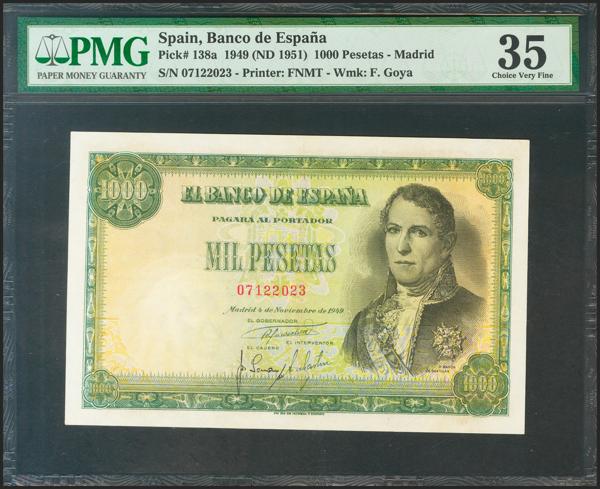 PMG
PAPER MONEY GUARANTY
Spain, Banco de España
Pick# 138a 1949 (ND 1951) 1000 Pesetas - Madrid
S/N 07122023 - Printer: FNMT - Wmk: F. Goya
35
Choice Very Fine
1000
1000
EL BANCO DE ESPAÑA
PAGARÁ AL PORTADOR
MIL PESETAS
07122023
Madrid 4 de Noviembre de 1949
EL GOBERNADOR
EL CAJERO
EL INTERVENTOR
1000
1000